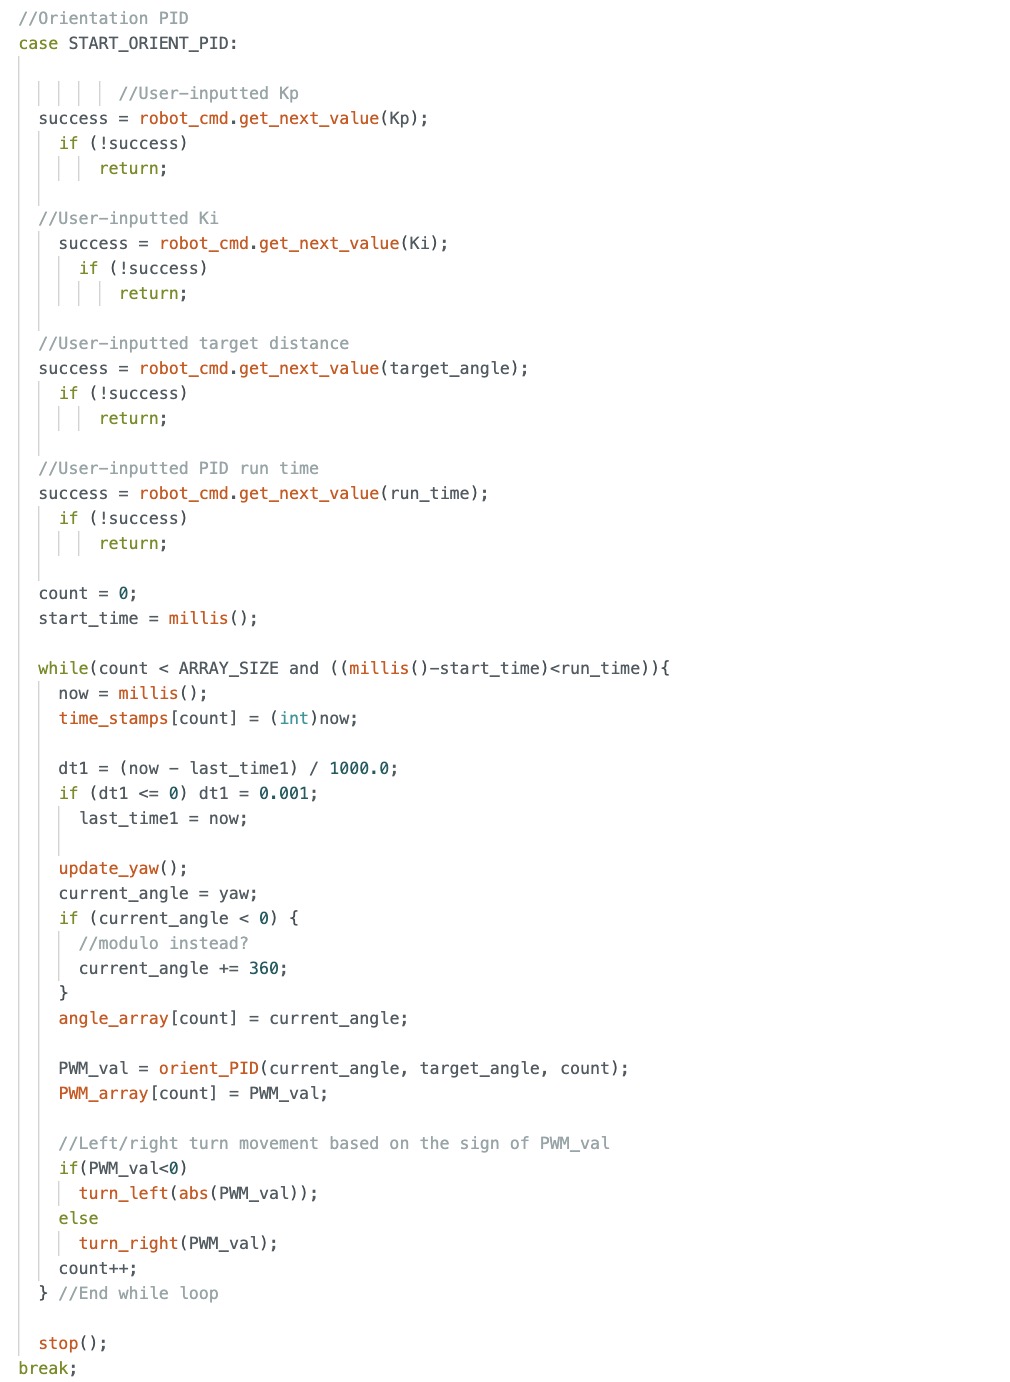 //Orientation PID
case START_ORIENT_PID:
//User-inputted Kp
success = robot_cmd.get_next_value(Kp);
if (!success)
return;
//User-inputted Ki
success = robot_cmd.get_next_value(Ki);
if (!success)
return;
//User-inputted target distance
success = robot_cmd.get_next_value(target_angle);
if (!success)
return;
//User-inputted PID run time
success = robot_cmd.get_next_value(run_time);
if (!success)
return;
count = 0;
start_time = millis();
while(count < ARRAY_SIZE and ((millis()-start_time)<run_time)){
now = millis();
time_stamps[count] = (int)now;
dt1 = (now - last_time1) / 1000.0;
if (dt1 <= 0) dt1 = 0.001;
last_time1 = now;
update_yaw();
current_angle = yaw;
if (current_angle < 0) {
//modulo instead?
current_angle += 360;
}
angle_array[count] = current_angle;
PWM_val = orient_PID(current_angle, target_angle, count);
PWM_array[count] = PWM_val;
//Left/right turn movement based on the sign of PWM_val
if(PWM_val<0)
turn_left(abs(PWM_val));
else
turn_right(PWM_val);
count++;
} //End while loop
stop();
break;